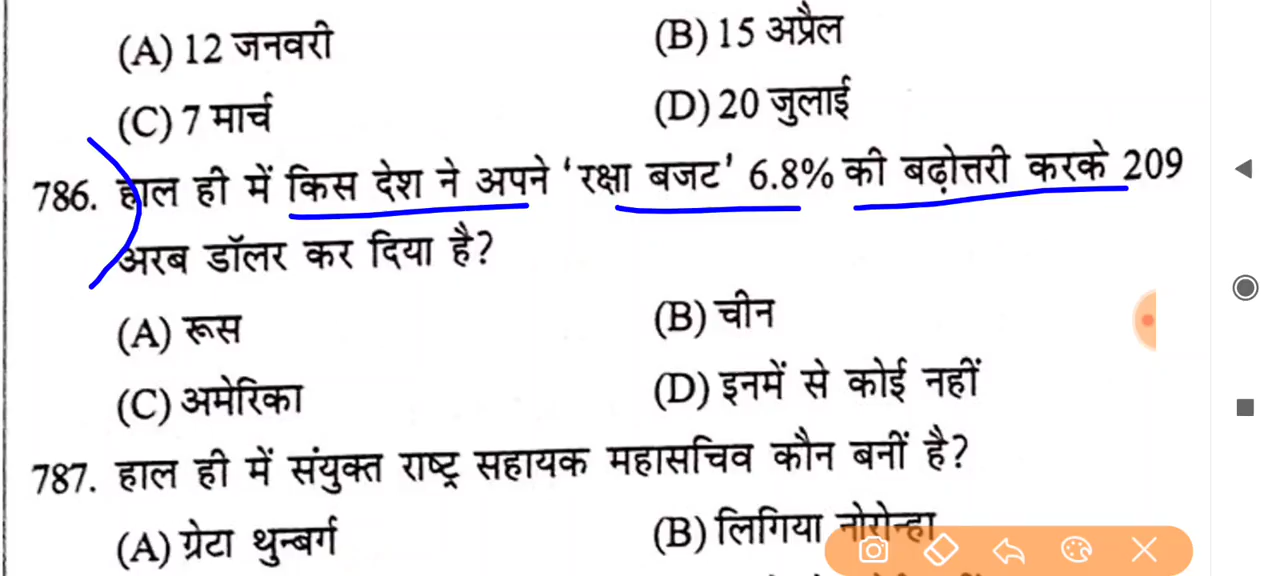 (A) 12 जनवरी (B) 15 अप्रैल
(C) 7 मार्च (D) 20 जुलाई
786. हाल ही में किस देश ने अपने ‘रक्षा बजट’ 6.8% की बढ़ोत्तरी करके 209
अरब डॉलर कर दिया है?
(A) रूस (B) चीन
(C) अमेरिका (D) इनमें से कोई नहीं
787. हाल ही में संयुक्त राष्ट्र सहायक महासचिव कौन बनीं है?
(A) ग्रेटा थुन्बर्ग (B) लिगिया नोरोन्हा